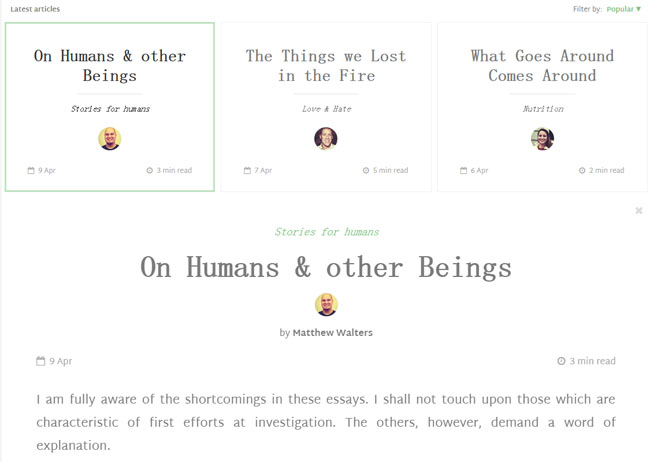 Latest articles
Filter by: Popular
On Humans & other
Beings
Stories for humans
9 Apr
3 min read
The Things we Lost
in the Fire
Love & Hate
7 Apr
5 min read
What Goes Around
Comes Around
Nutrition
6 Apr
2 min read
Stories for humans
On Humans & other Beings
by Matthew Walters
9 Apr
3 min read
I am fully aware of the shortcomings in these essays. I shall not touch upon those which are
characteristic of first efforts at investigation. The others, however, demand a word of
explanation.